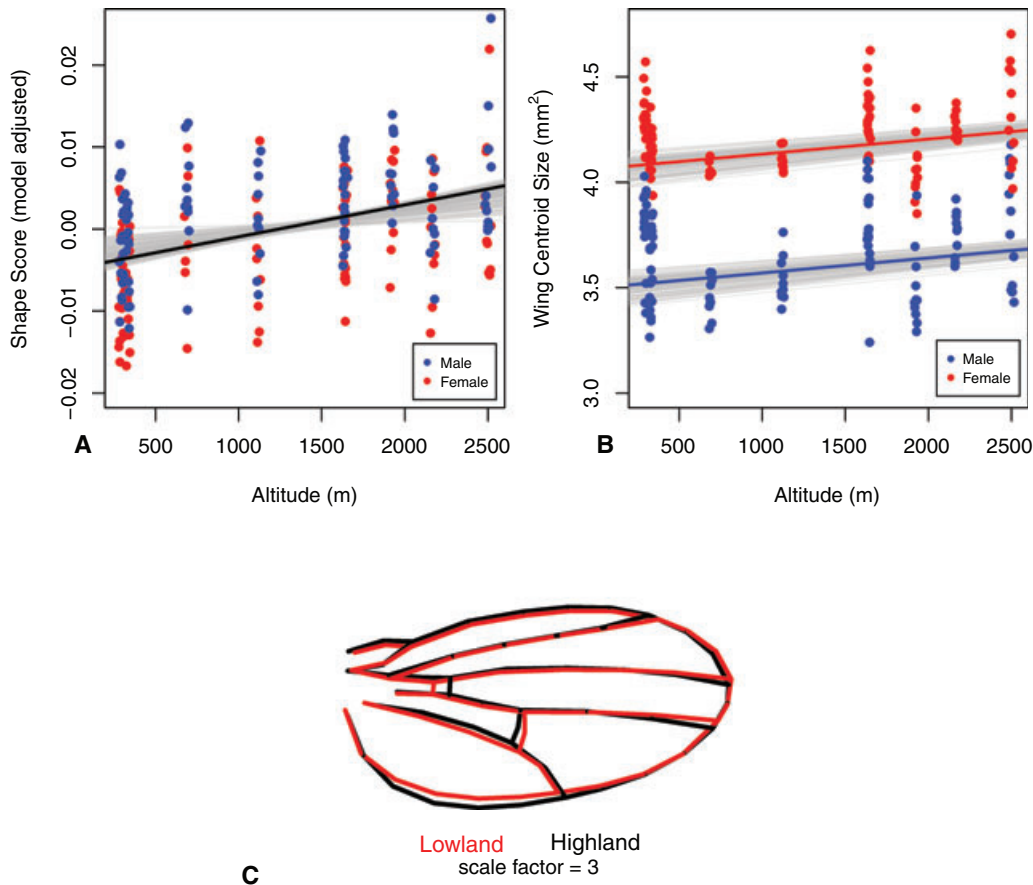 Shape Score (model adjusted)
0.02
0.01
0.00
−0.01
−0.02
Male
Female
500 1000 1500 2000 2500
A
Altitude (m)
Wing Centroid Size (mm²)
4.5
4.0
3.5
3.0
Male
Female
500 1000 1500 2000 2500
B
Altitude (m)
Lowland Highland
scale factor = 3
C